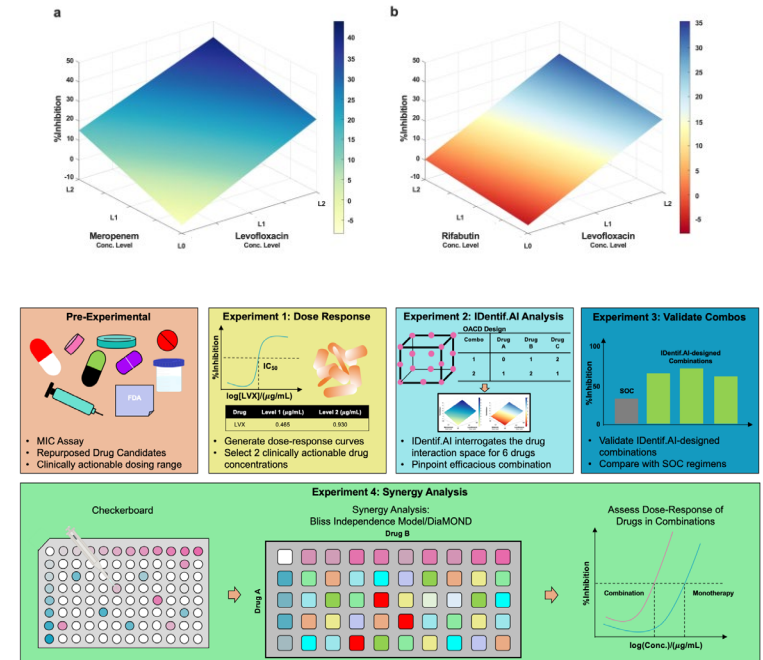 a
b
50
40
30
20
10
0
-10
%Inhibition
L2
L1
L0
L1
L2
Meropenem
Conc. Level
Levofloxacin
Conc. Level
40
35
30
25
20
15
10
5
0
-5
50
40
30
20
10
0
-10
%Inhibition
L2
L1
L0
L1
L2
Rifabutin
Conc. Level
Levofloxacin
Conc. Level
35
30
25
20
15
10
5
0
-5
Pre-Experimental
FDA
• MIC Assay
• Repurposed Drug Candidates
• Clinically actionable dosing range
Experiment 1: Dose Response
%Inhibition
IC50
log[LVX]/(μg/mL)
Drug Level 1 (μg/mL) Level 2 (μg/mL)
LVX 0.465 0.930
• Generate dose-response curves
• Select 2 clinically actionable drug
concentrations
Experiment 2: IDentif.AI Analysis
OACD Design
Combo Drug A Drug B Drug C
1 0 1 2
2 1 2 1
• IDentif.AI interrogates the drug
interaction space for 6 drugs
• Pinpoint efficacious combination
Experiment 3: Validate Combos
100
50
0
%Inhibition
SOC
IDentif.AI-designed
Combinations
• Validate IDentif.AI-designed
combinations
• Compare with SOC regimens
Experiment 4: Synergy Analysis
Checkerboard
Synergy Analysis:
Bliss Independence Model/DiaMOND
Drug B
Drug A
Assess Dose-Response of
Drugs in Combinations
%Inhibition
Combination
Monotherapy
log(Conc.)/(μg/mL)